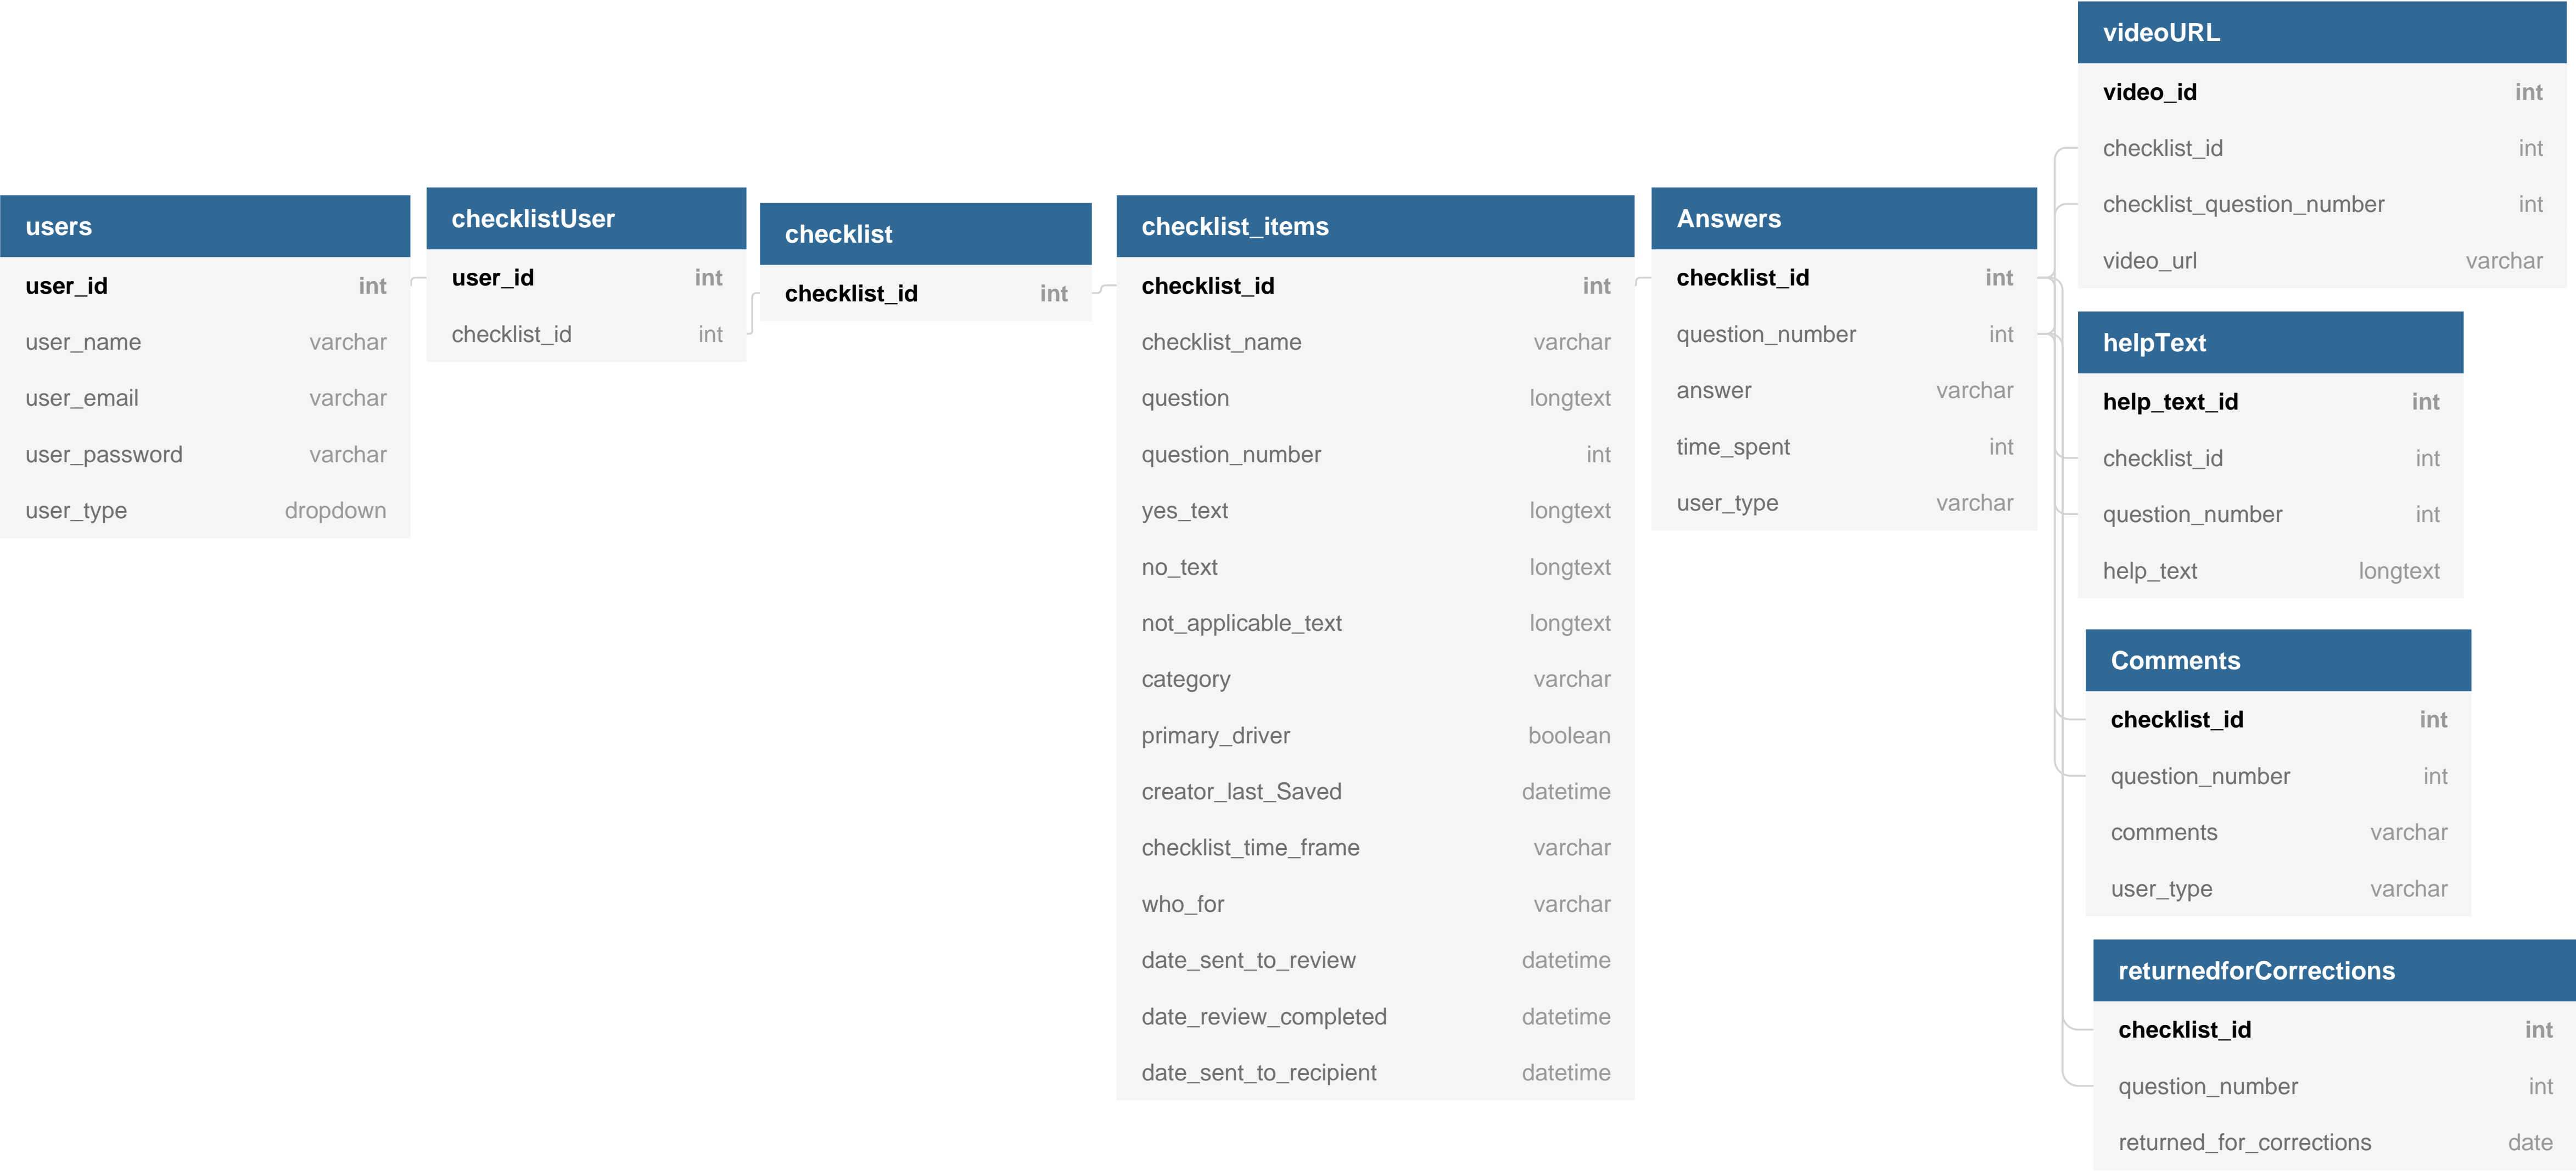 users
user_id int
user_name varchar
user_email varchar
user_password varchar
user_type dropdown
checklistUser
user_id int
checklist_id int
checklist
checklist_id int
checklist_items
checklist_id int
checklist_name varchar
question longtext
question_number int
yes_text longtext
no_text longtext
not_applicable_text longtext
category varchar
primary_driver boolean
creator_last_Saved datetime
checklist_time_frame varchar
who_for varchar
date_sent_to_review datetime
date_review_completed datetime
date_sent_to_recipient datetime
Answers
checklist_id int
question_number int
answer varchar
time_spent int
user_type varchar
videoURL
video_id int
checklist_id int
checklist_question_number int
video_url varchar
helpText
help_text_id int
checklist_id int
question_number int
help_text longtext
Comments
checklist_id int
question_number int
comments varchar
user_type varchar
returnedforCorrections
checklist_id int
question_number int
returned_for_corrections date